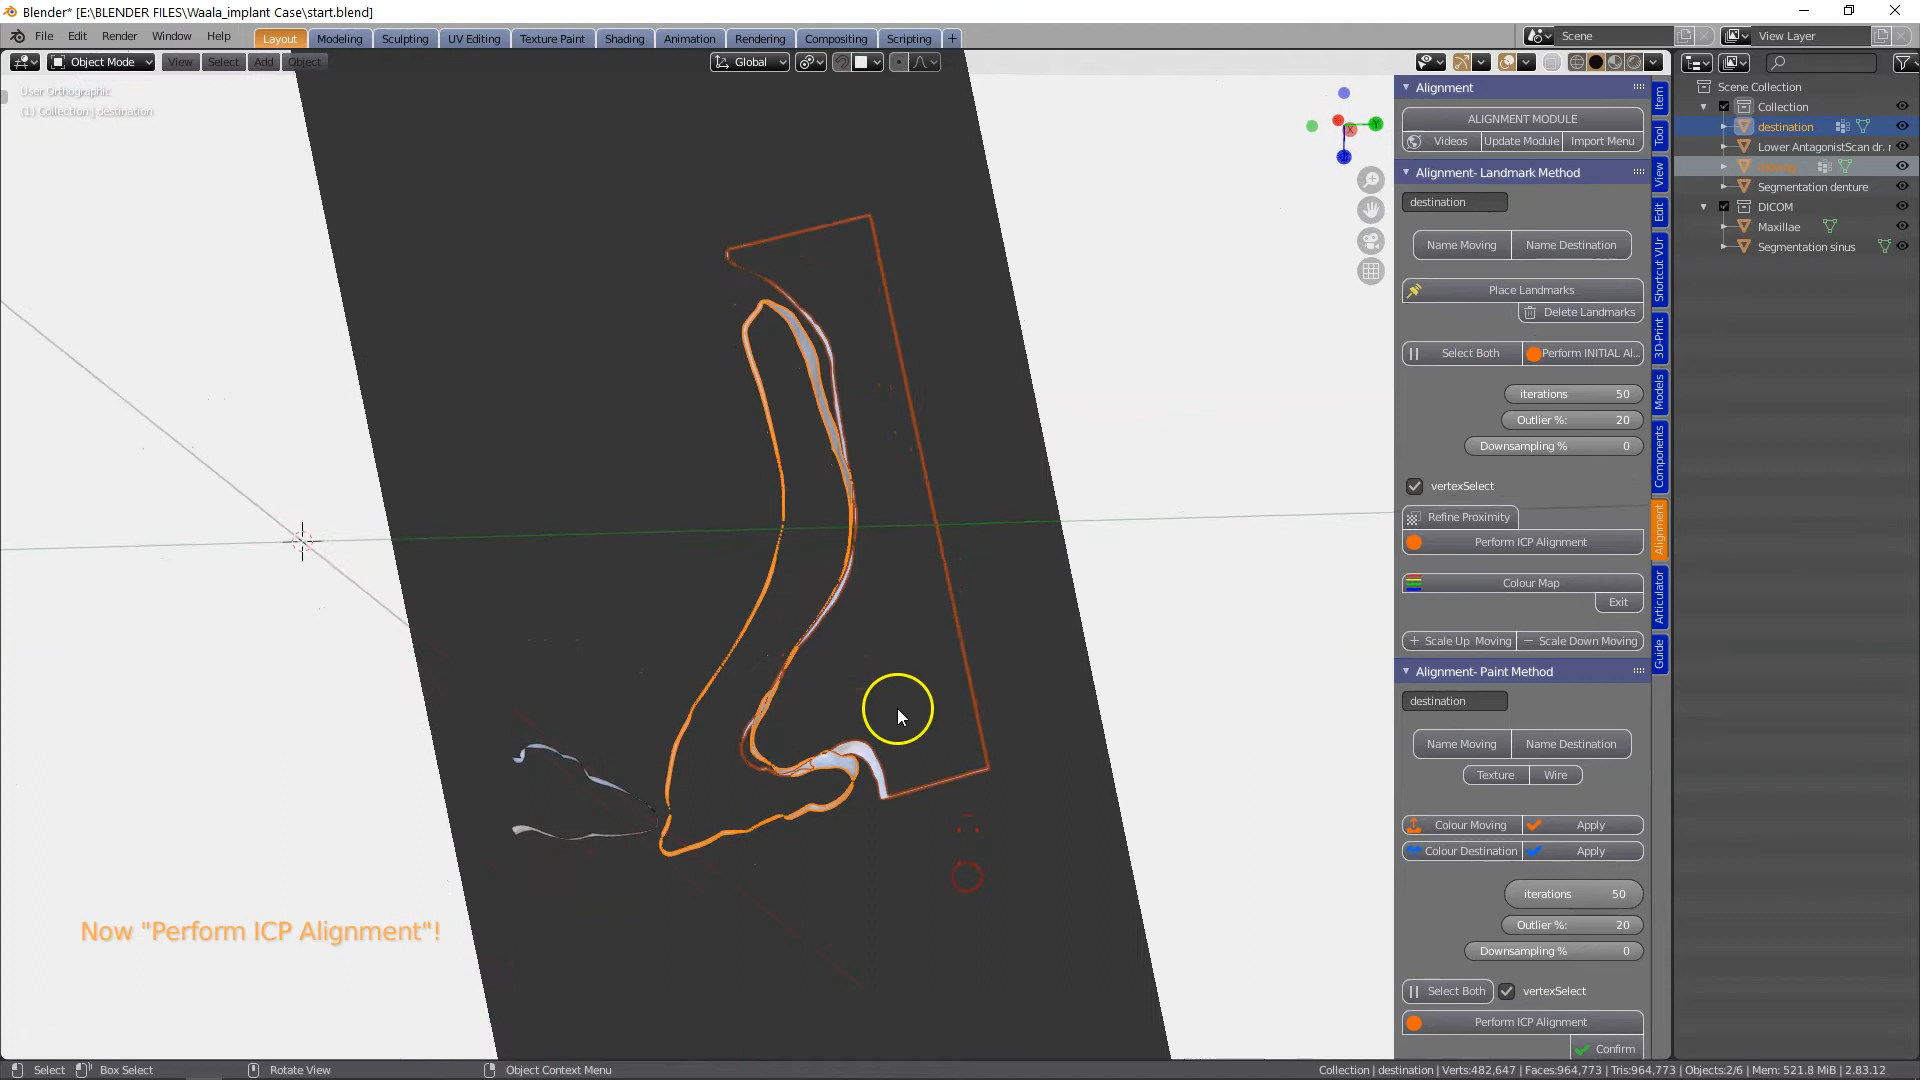 Blender* [E:\BLENDER FILES\Waala_implant Case\start.blend]
File Edit Render Window Help
Layout Modeling Sculpting UV Editing Texture Paint Shading Animation Rendering Compositing Scripting +
Scene
View Layer
Object Mode View Select Add Object
Global
User Orthographic
(1) Collection | destination
Alignment
ALIGNMENT MODULE
Videos Update Module Import Menu
Alignment- Landmark Method
destination
Name Moving Name Destination
Place Landmarks
Delete Landmarks
Select Both Perform INITIAL Al...
iterations 50
Outlier %: 20
Downsampling % 0
vertexSelect
Refine Proximity
Perform ICP Alignment
Colour Map
Exit
Scale Up Moving Scale Down Moving
Alignment- Paint Method
destination
Name Moving Name Destination
Texture Wire
Colour Moving Apply
Colour Destination Apply
iterations 50
Outlier %: 20
Downsampling % 0
Select Both vertexSelect
Perform ICP Alignment
Confirm
Item
Tool
View
Edit
Shortcut VUr
3D-Print
Models
Components
Alignment
Articulator
Guide
Scene Collection
Collection
destination
Lower AntagonistScan dr. r
Segmentation denture
DICOM
Maxillae
Segmentation sinus
X
Y
Now "Perform ICP Alignment"!
Select Box Select Rotate View Object Context Menu
Collection | destination | Verts:482,647 | Faces:964,773 | Tris:964,773 | Objects:2/6 | Mem: 521.8 MiB | 2.83.12